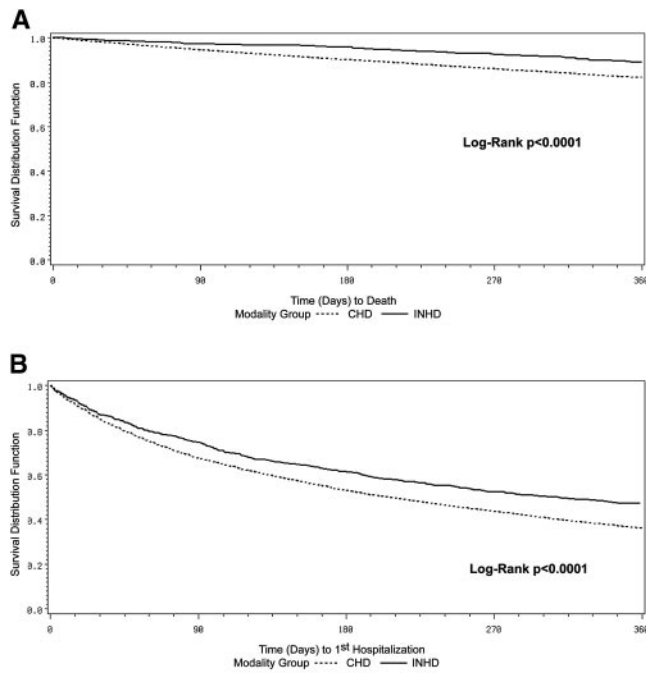 A
1.0
0.8
0.6
0.4
0.2
0.0
Survival Distribution Function
Log-Rank p<0.0001
0 90 180 270 360
Time (Days) to Death
Modality Group CHD INHD
B
1.0
0.8
0.6
0.4
0.2
0.0
Survival Distribution Function
Log-Rank p<0.0001
0 90 180 270 360
Time (Days) to 1st Hospitalization
Modality Group CHD INHD